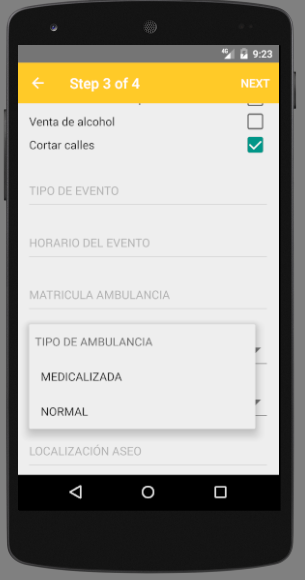 4G 9:23
Step 3 of 4 NEXT
Venta de alcohol
Cortar calles
TIPO DE EVENTO
HORARIO DEL EVENTO
MATRICULA AMBULANCIA
TIPO DE AMBULANCIA
MEDICALIZADA
NORMAL
LOCALIZACIÓN ASEO